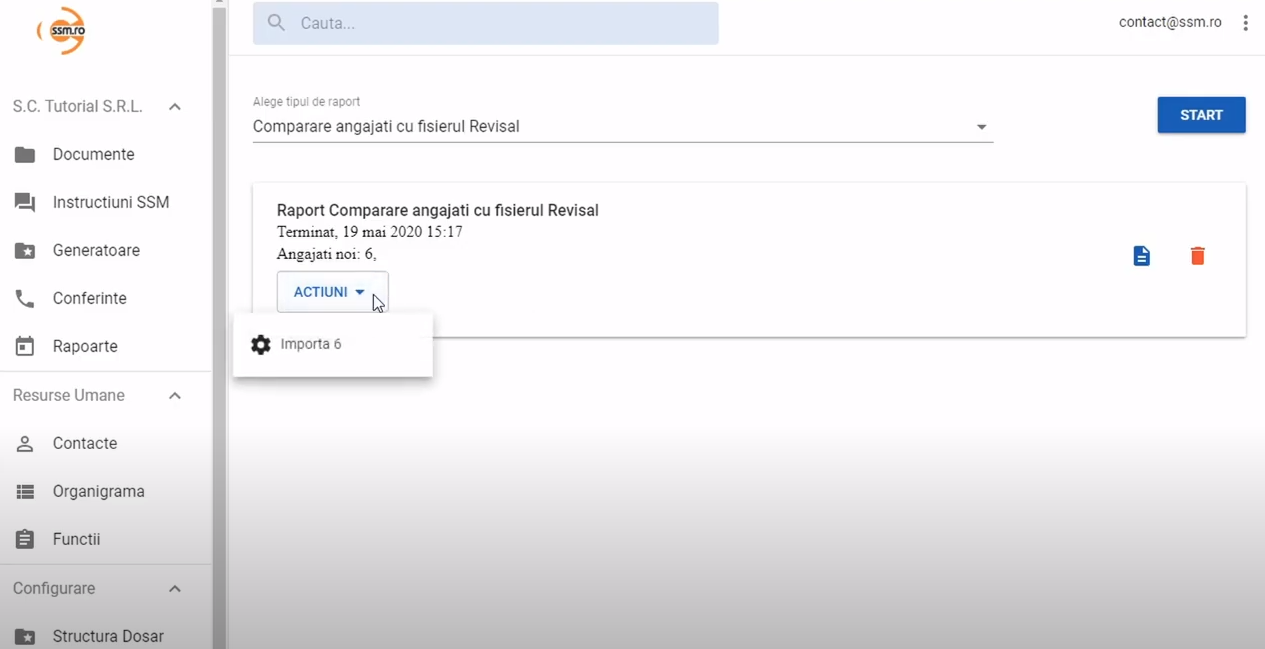 ssm.ro
Cauta...
contact@ssm.ro
S.C. Tutorial S.R.L.
Documente
Instructiuni SSM
Generatoare
Conferinte
Rapoarte
Resurse Umane
Contacte
Organigrama
Functii
Configurare
Structura Dosar
Alege tipul de raport
Comparare angajati cu fisierul Revisal
START
Raport Comparare angajati cu fisierul Revisal
Terminat, 19 mai 2020 15:17
Angajati noi: 6,
ACTIUNI
Importa 6